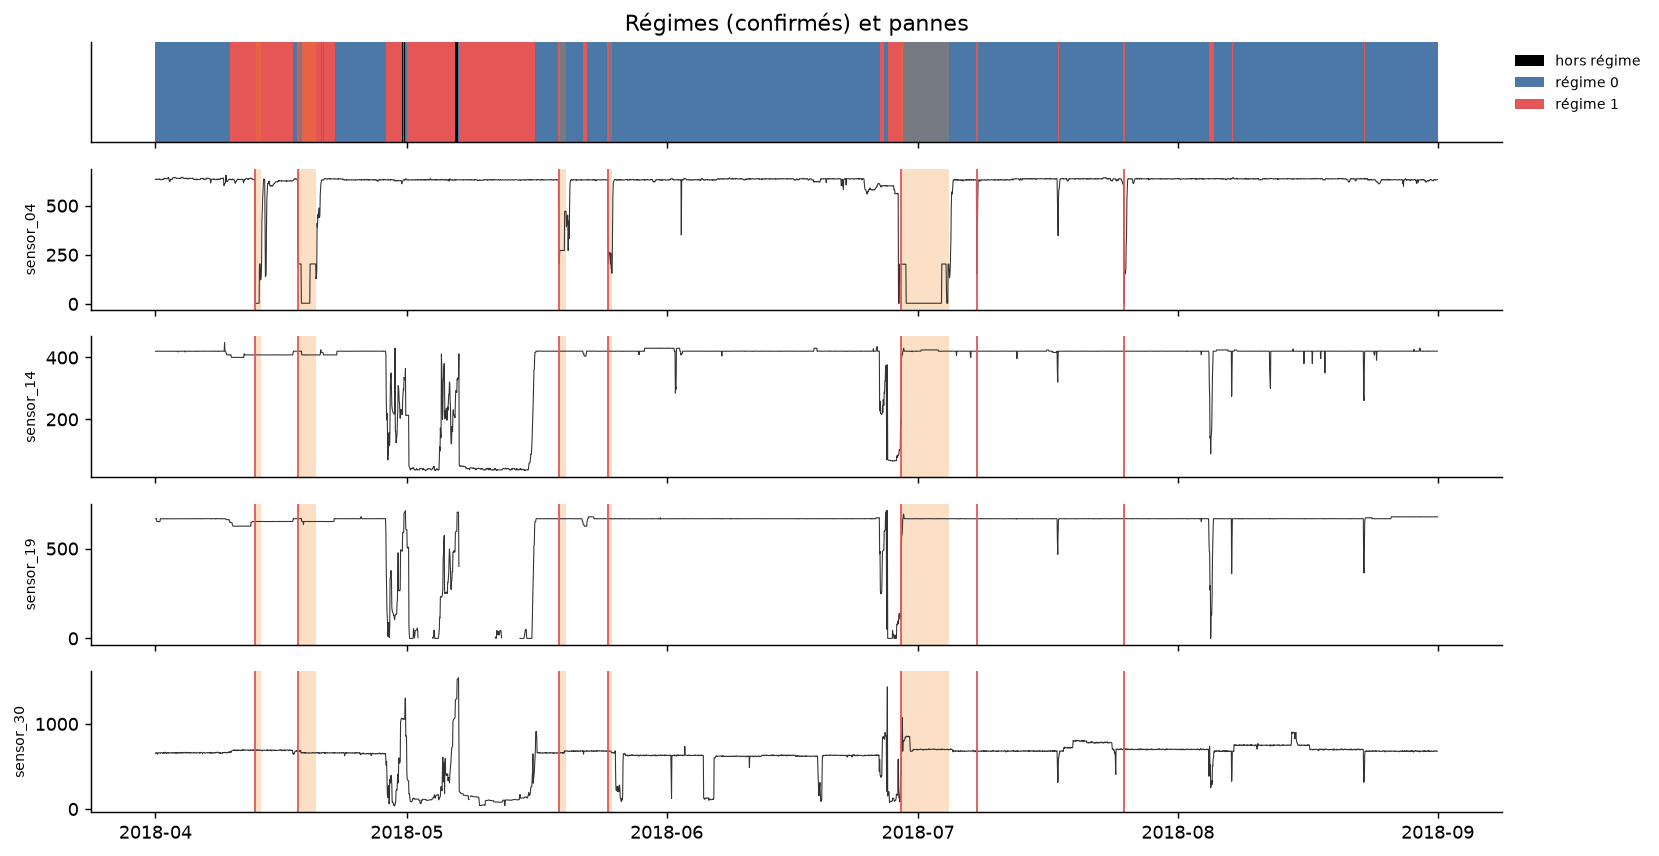 Régimes (confirmés) et pannes
hors régime
régime 0
régime 1
sensor_04
500
250
0
sensor_14
400
200
sensor_19
500
0
sensor_30
1000
0
2018-04
2018-05
2018-06
2018-07
2018-08
2018-09